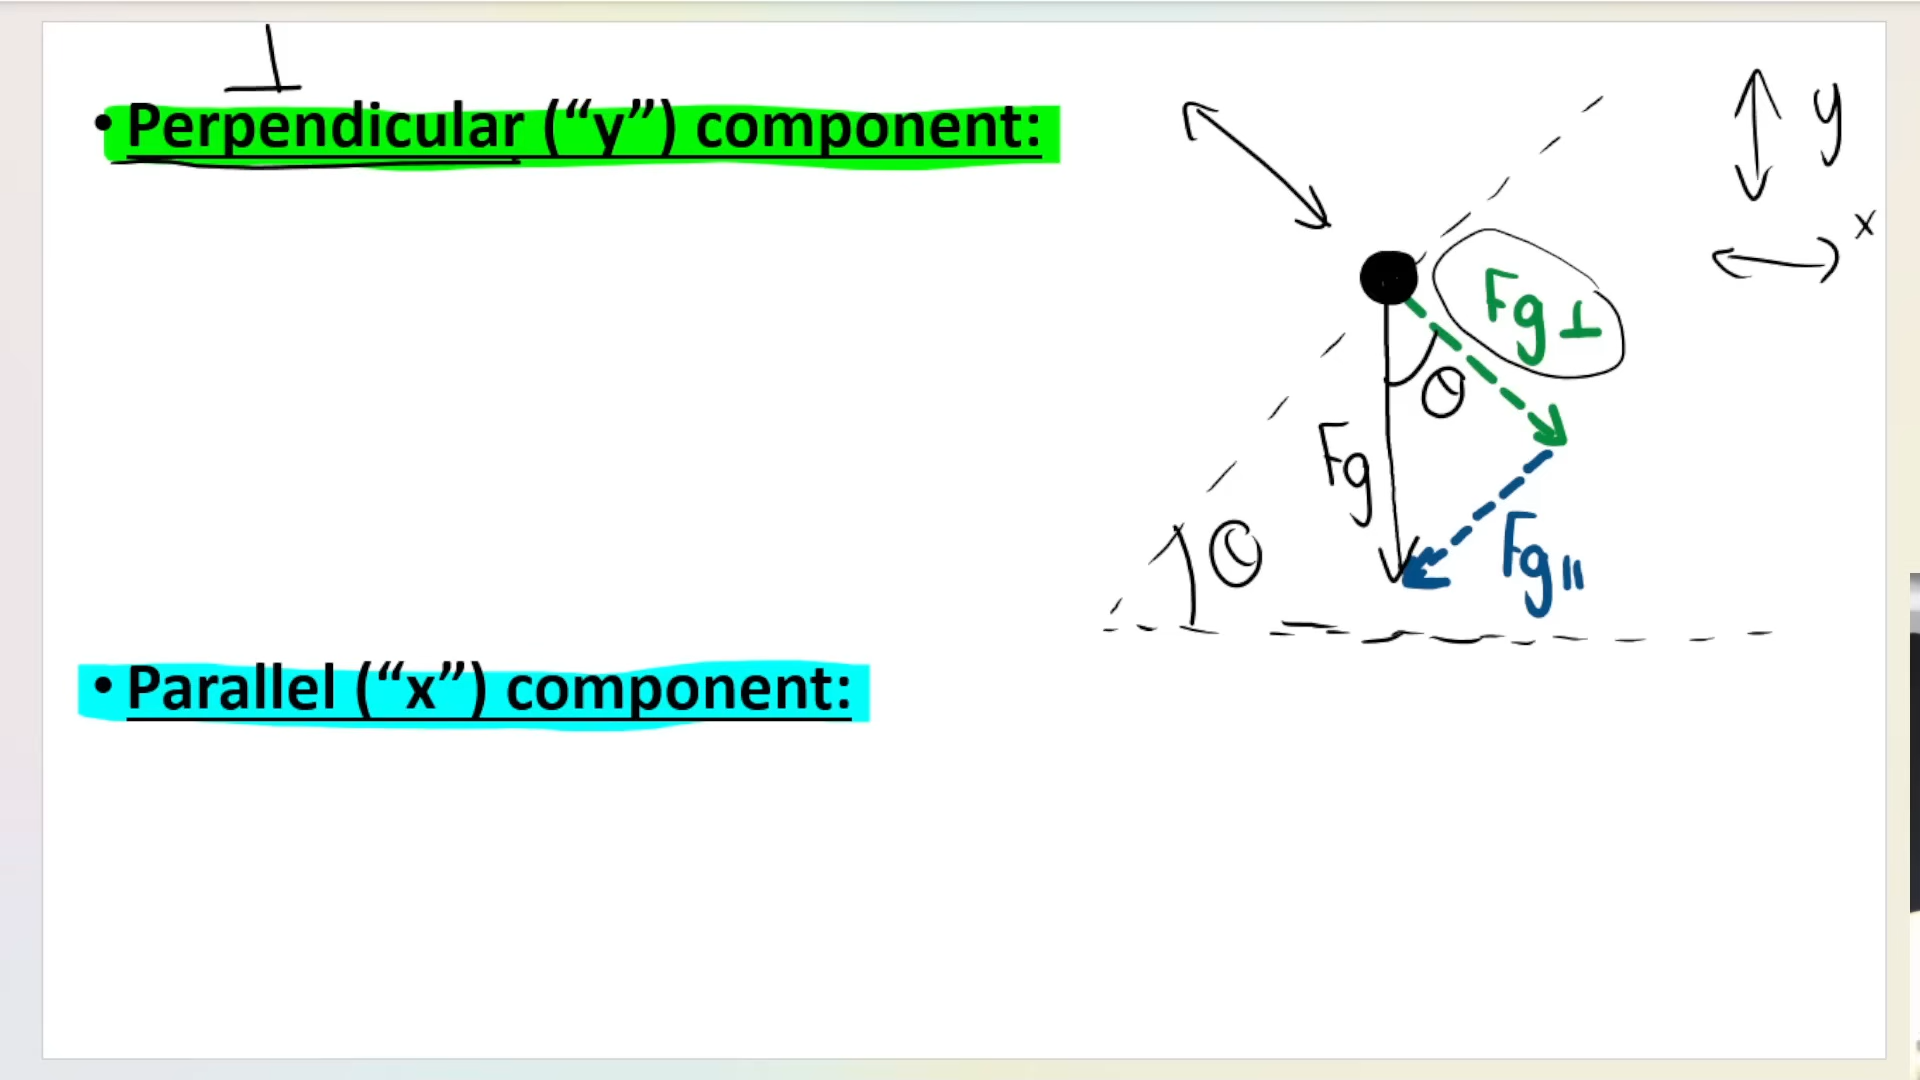 ⊥
• Perpendicular (“y”) component:
y
x
Fg⊥
θ
Fg
θ
Fg||
• Parallel (“x”) component: